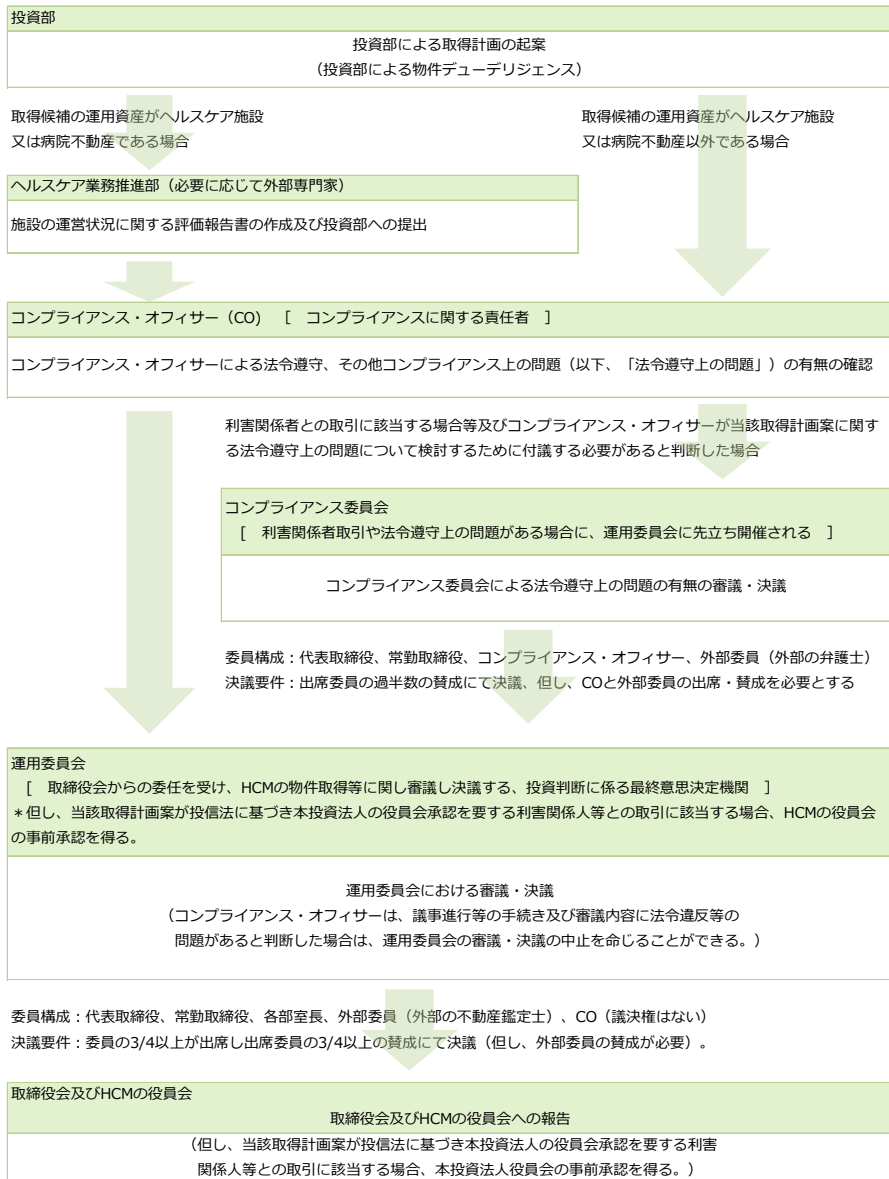 投資部
投資部による取得計画の起案
（投資部による物件デューデリジェンス）
取得候補の運用資産がヘルスケア施設
又は病院不動産である場合
取得候補の運用資産がヘルスケア施設
又は病院不動産以外である場合
ヘルスケア業務推進部（必要に応じて外部専門家）
施設の運営状況に関する評価報告書の作成及び投資部への提出
コンプライアンス・オフィサー（CO) ［ コンプライアンスに関する責任者 ］
コンプライアンス・オフィサーによる法令遵守、その他コンプライアンス上の問題（以下、「法令遵守上の問題」）の有無の確認
利害関係者との取引に該当する場合等及びコンプライアンス・オフィサーが当該取得計画案に関す
る法令遵守上の問題について検討するために付議する必要があると判断した場合
コンプライアンス委員会
［ 利害関係者取引や法令遵守上の問題がある場合に、運用委員会に先立ち開催される ］
コンプライアンス委員会による法令遵守上の問題の有無の審議・決議
委員構成：代表取締役、常勤取締役、コンプライアンス・オフィサー、外部委員（外部の弁護士）
決議要件：出席委員の過半数の賛成にて決議、但し、COと外部委員の出席・賛成を必要とする
運用委員会
［ 取締役会からの委任を受け、HCMの物件取得等に関し審議し決議する、投資判断に係る最終意思決定機関 ］
＊但し、当該取得計画案が投信法に基づき本投資法人の役員会承認を要する利害関係人等との取引に該当する場合、HCMの役員会
の事前承認を得る。
運用委員会における審議・決議
（コンプライアンス・オフィサーは、議事進行等の手続き及び審議内容に法令違反等の
問題があると判断した場合は、運用委員会の審議・決議の中止を命じることができる。）
委員構成：代表取締役、常勤取締役、各部室長、外部委員（外部の不動産鑑定士）、CO（議決権はない）
決議要件：委員の3/4以上が出席し出席委員の3/4以上の賛成にて決議（但し、外部委員の賛成が必要）。
取締役会及びHCMの役員会
取締役会及びHCMの役員会への報告
（但し、当該取得計画案が投信法に基づき本投資法人の役員会承認を要する利害
関係人等との取引に該当する場合、本投資法人役員会の事前承認を得る。）